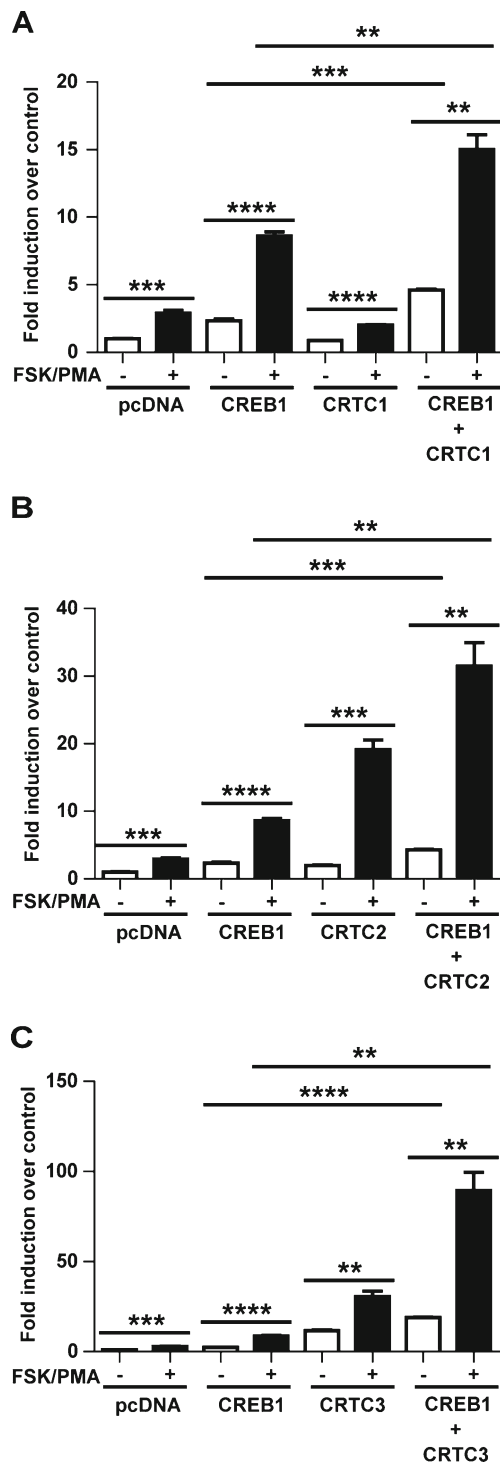 A
**
***
**
20
15
10
5
0
Fold induction over control
***
****
****
FSK/PMA - + - + - + - +
pcDNA CREB1 CRTC1 CREB1
+
CRTC1
B
**
***
**
40
30
20
10
0
Fold induction over control
***
****
***
FSK/PMA - + - + - + - +
pcDNA CREB1 CRTC2 CREB1
+
CRTC2
C
**
****
**
150
100
50
0
Fold induction over control
***
****
**
FSK/PMA - + - + - + - +
pcDNA CREB1 CRTC3 CREB1
+
CRTC3